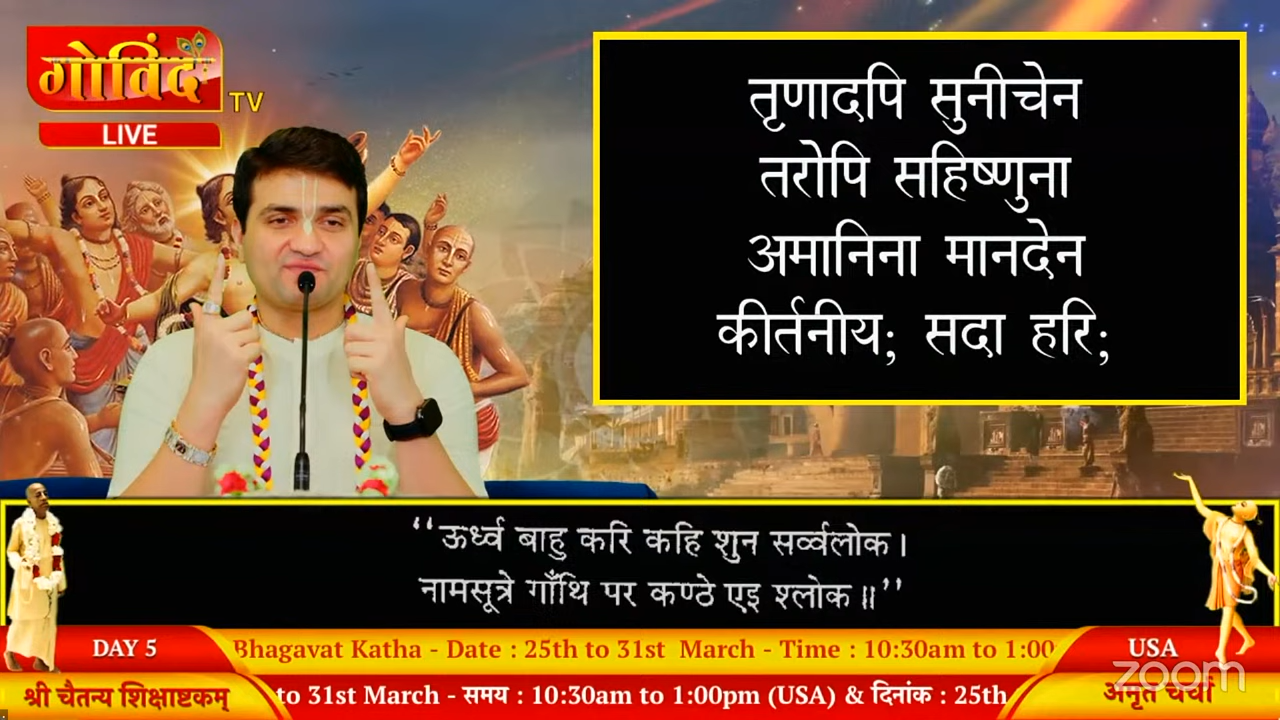 गोविंद
TV
LIVE
तृणादपि सुनीचेन
तरोपि सहिष्णुना
अमानिना मानदेन
कीर्तनीय; सदा हरि;
“ऊर्ध्व बाहु करि कहि शुन सर्व्वलोक।
नामसूत्रे गाँथि पर कण्ठे एइ श्लोक॥”
DAY 5
Bhagavat Katha - Date : 25th to 31st March - Time : 10:30am to 1:00
USA
श्री चैतन्य शिक्षाष्टकम्
to 31st March - समय : 10:30am to 1:00pm (USA) & दिनांक : 25th
अमृत चर्चा
zoom